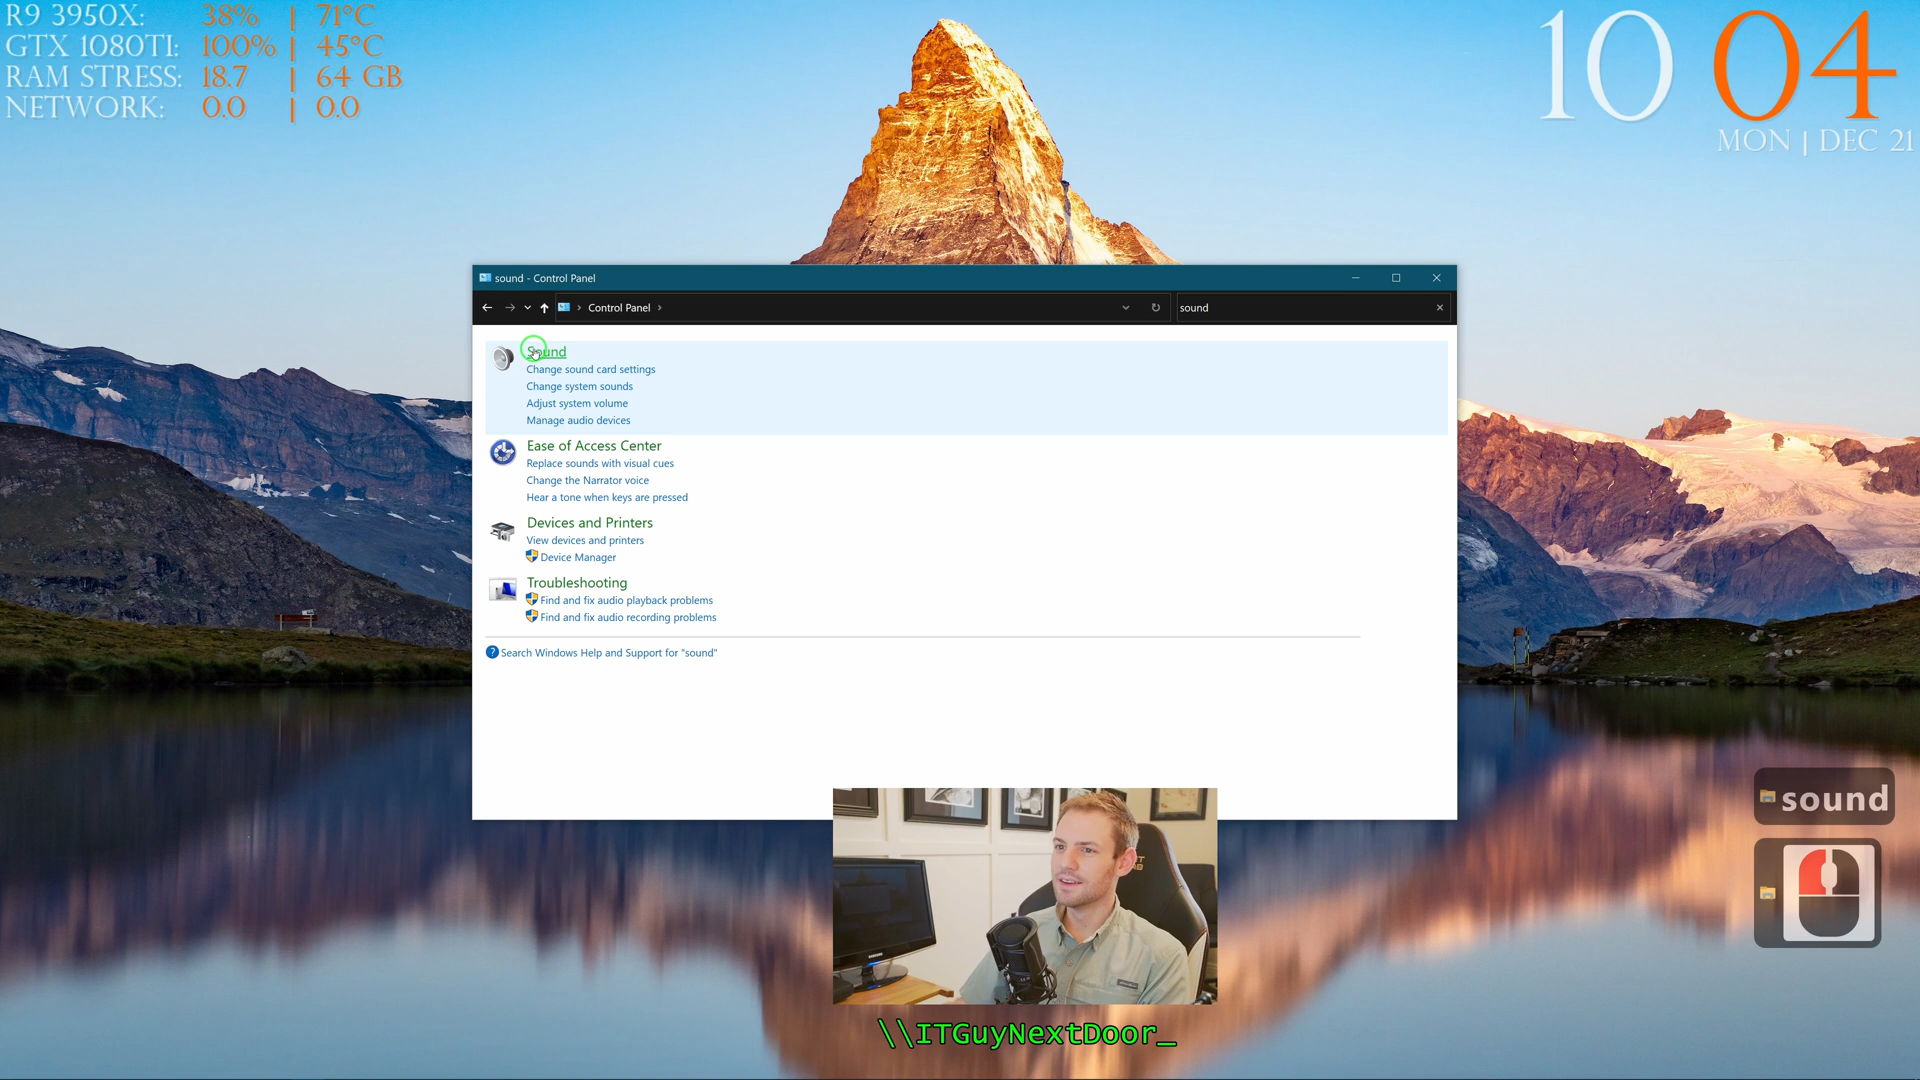 R9 3950X: 38% | 71°C
GTX 1080TI: 100% | 45°C
RAM STRESS: 18.7 | 64 GB
NETWORK: 0.0 | 0.0
10 04
MON | DEC 21
sound - Control Panel
Control Panel
sound
Sound
Change sound card settings
Change system sounds
Adjust system volume
Manage audio devices
Ease of Access Center
Replace sounds with visual cues
Change the Narrator voice
Hear a tone when keys are pressed
Devices and Printers
View devices and printers
Device Manager
Troubleshooting
Find and fix audio playback problems
Find and fix audio recording problems
Search Windows Help and Support for "sound"
sound
SAMSUNG
\\ITGuyNextDoor_